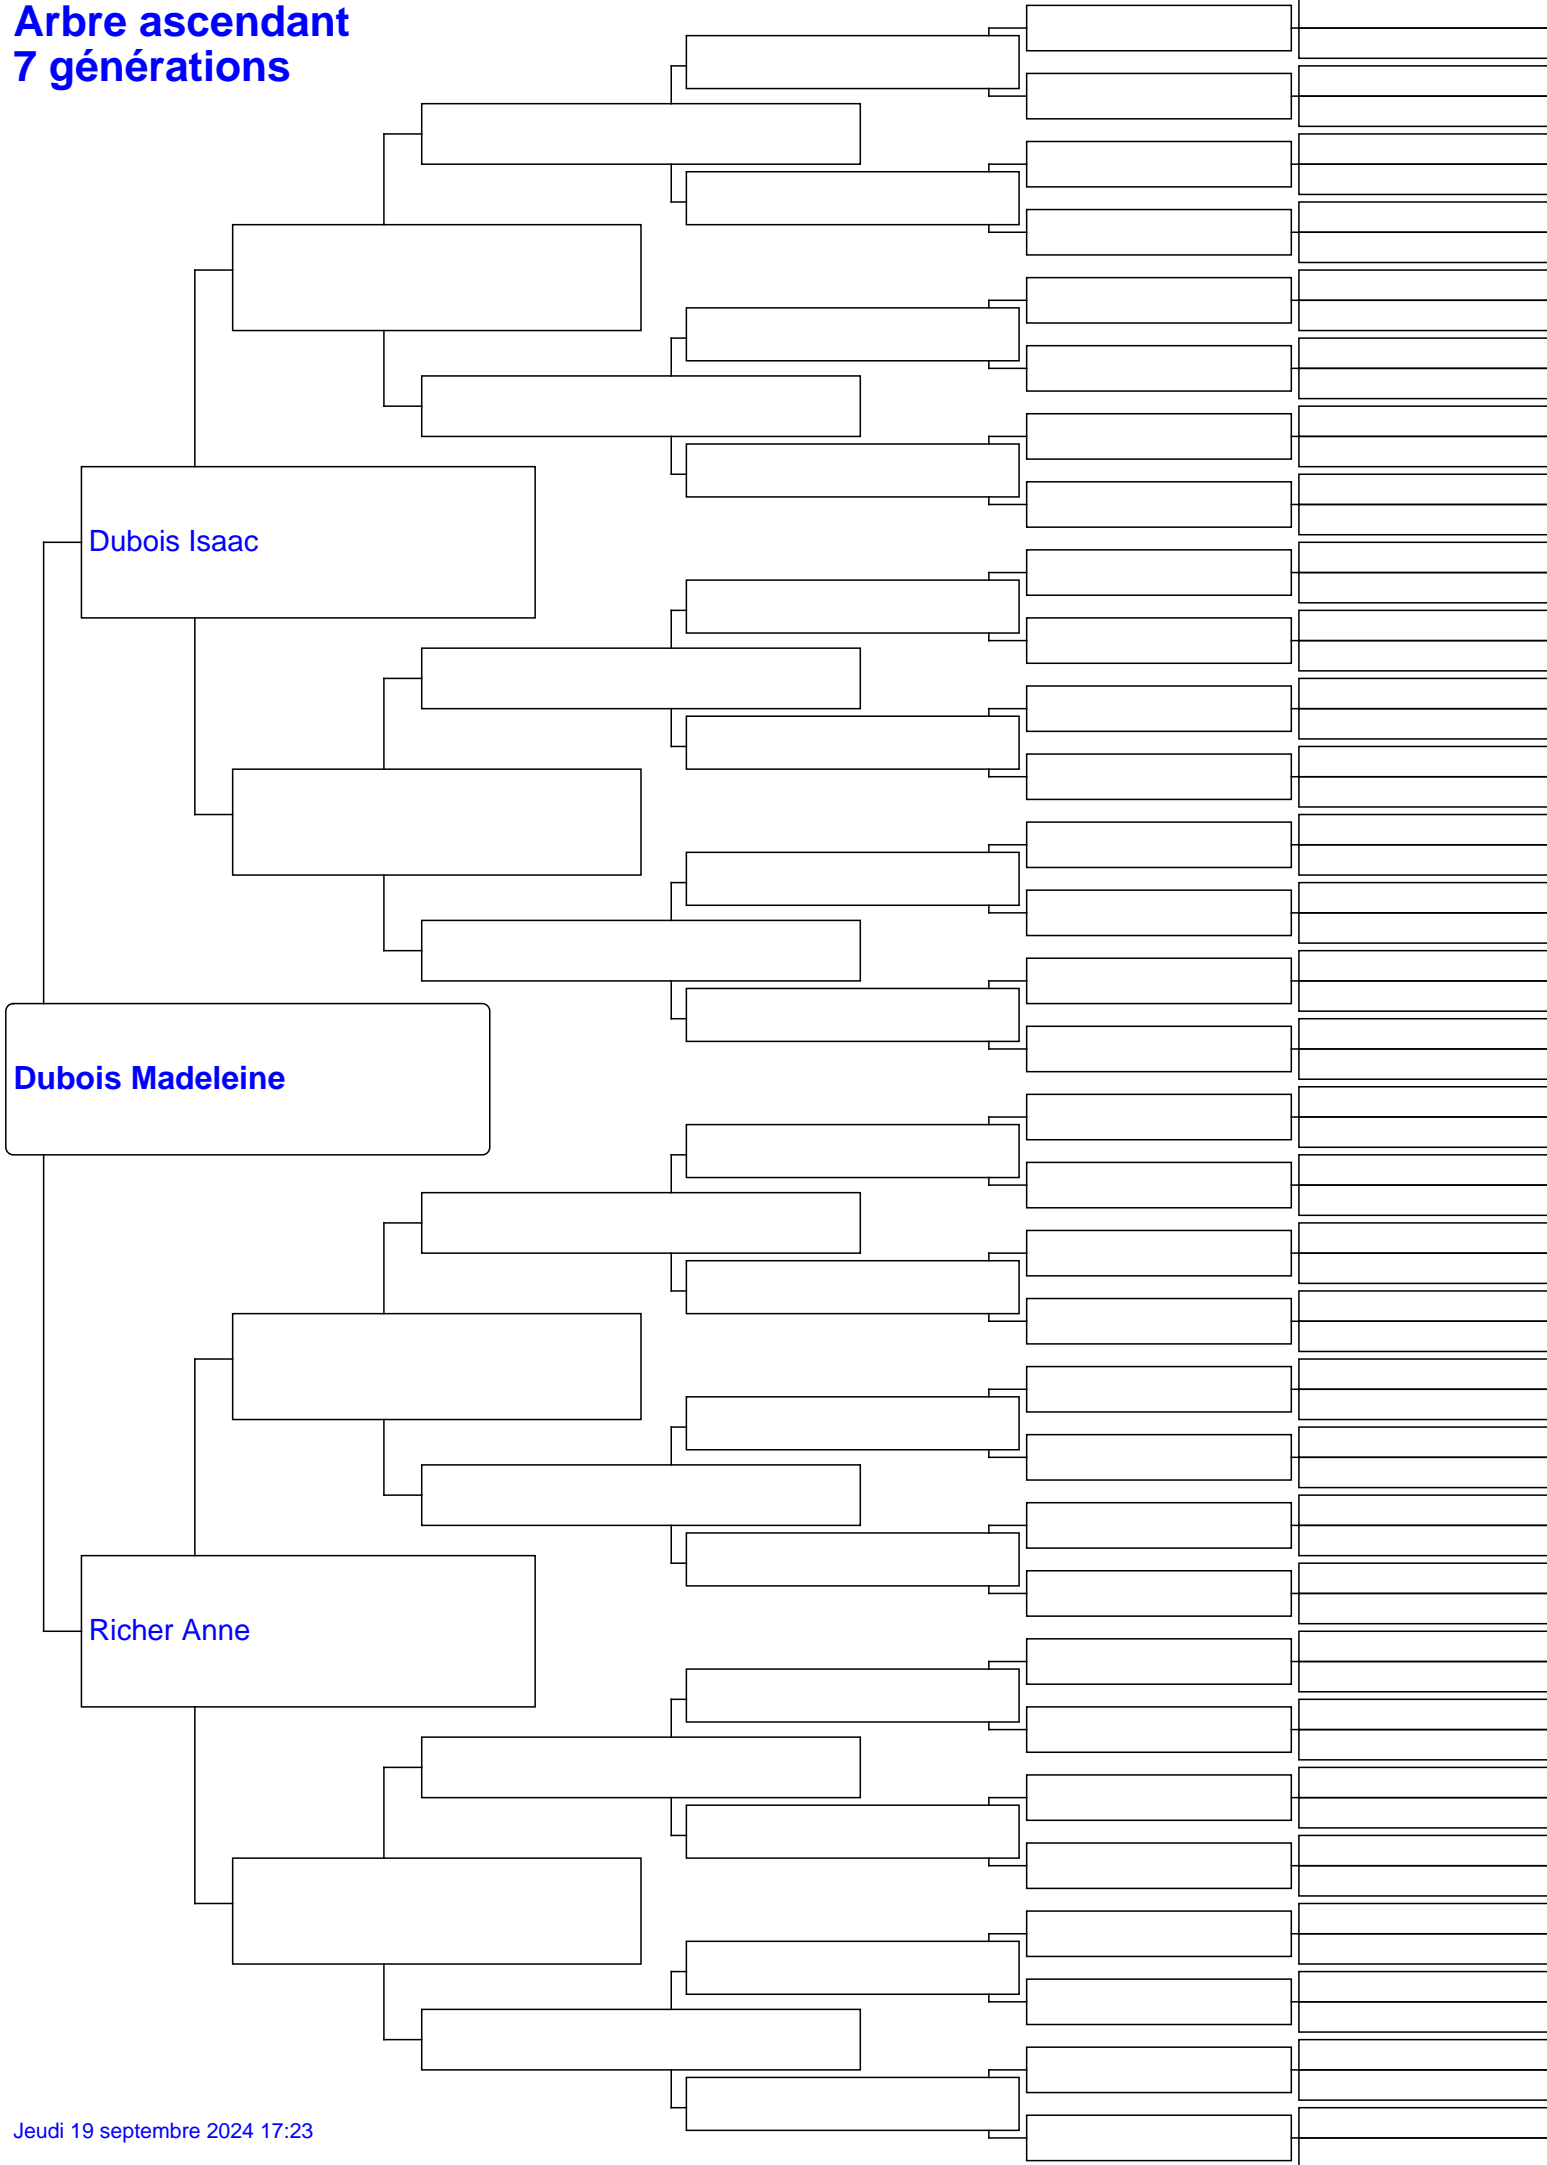 Arbre ascendant
7 générations
Dubois Isaac
Dubois Madeleine
Richer Anne
Jeudi 19 septembre 2024 17:23